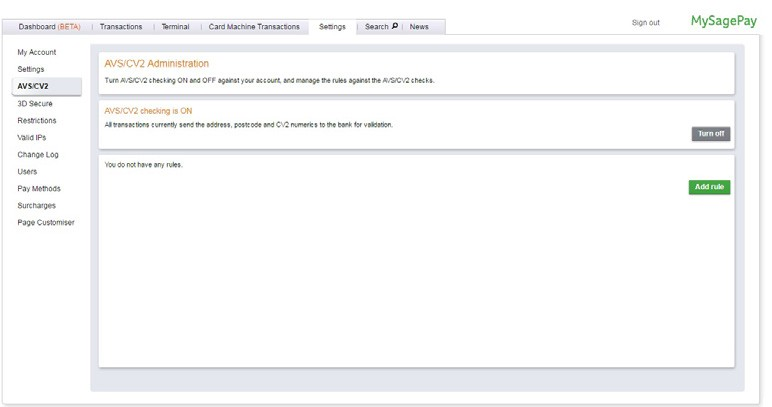 Dashboard (BETA) Transactions Terminal Card Machine Transactions Settings Search News Sign out MySagePay
My Account
Settings
AVS/CV2
3D Secure
Restrictions
Valid IPs
Change Log
Users
Pay Methods
Surcharges
Page Customiser
AVS/CV2 Administration
Turn AVS/CV2 checking ON and OFF against your account, and manage the rules against the AVS/CV2 checks.
AVS/CV2 checking is ON
All transactions currently send the address, postcode and CV2 numerics to the bank for validation.
Turn off
You do not have any rules.
Add rule